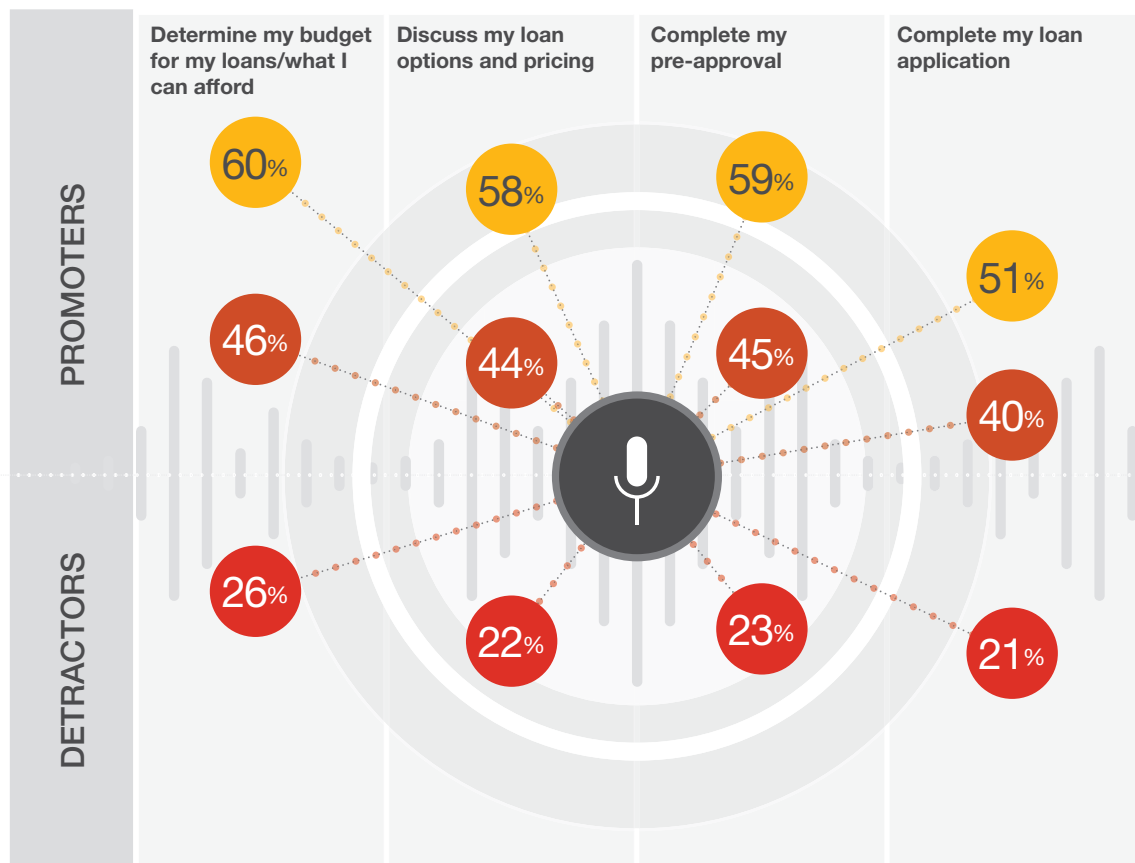 Determine my budget
for my loans/what I
can afford
Discuss my loan
options and pricing
Complete my
pre-approval
Complete my loan
application
PROMOTERS
60%
58%
59%
51%
46%
44%
45%
40%
DETRACTORS
26%
22%
23%
21%